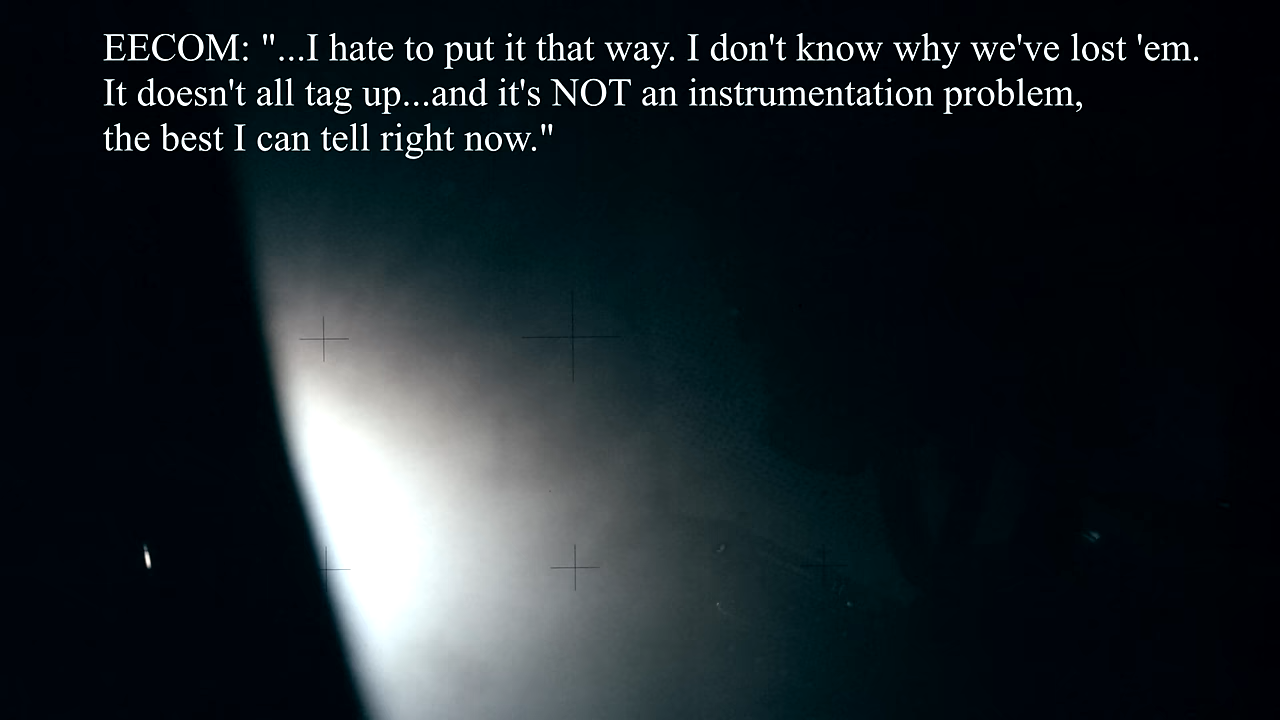 EECOM: "...I hate to put it that way. I don't know why we've lost 'em.
It doesn't all tag up...and it's NOT an instrumentation problem,
the best I can tell right now."